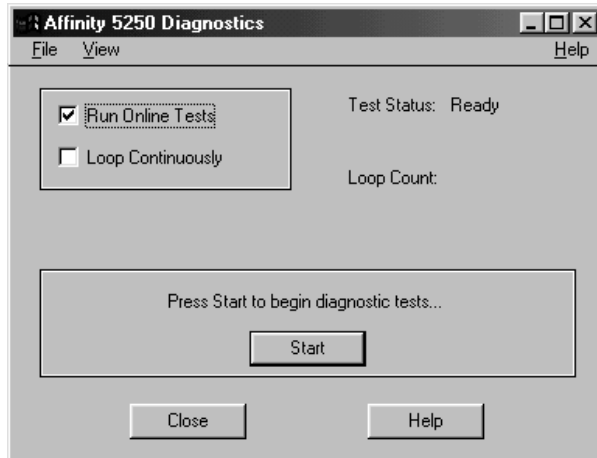 Affinity 5250 Diagnostics
File View Help
Run Online Tests
Test Status: Ready
Loop Continuously
Loop Count:
Press Start to begin diagnostic tests...
Start
Close Help